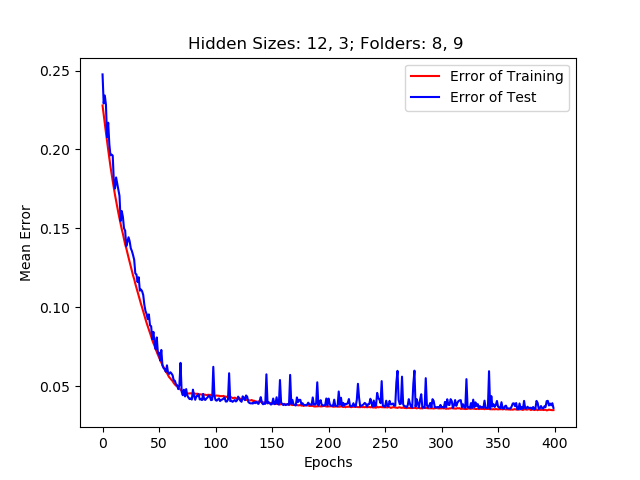 Hidden Sizes: 12, 3; Folders: 8, 9
Error of Training
Error of Test
Mean Error
0.25
0.20
0.15
0.10
0.05
0 50 100 150 200 250 300 350 400
Epochs